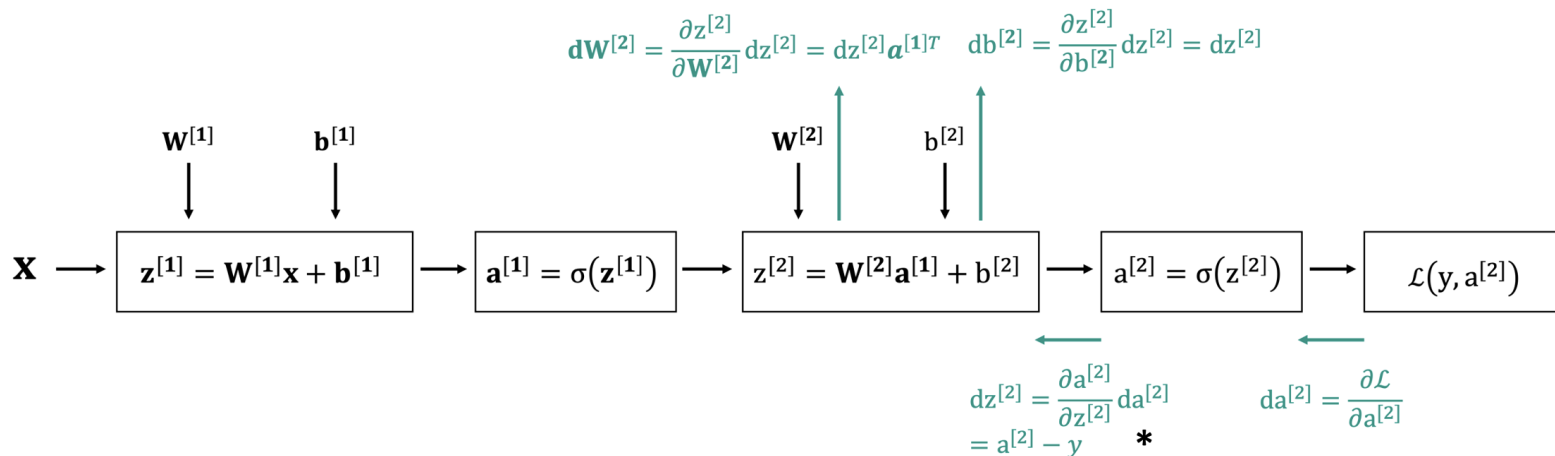 𝐝𝐖^[𝟐] = ∂z^[2]/∂𝐖^[𝟐] dz^[2] = dz^[2]𝒂^[𝟏]𝑇   db^[𝟐] = ∂z^[2]/∂b^[𝟐] dz^[2] = dz^[2]
𝐖^[𝟏]   𝐛^[𝟏]   𝐖^[𝟐]   b^[2]
𝐱   𝐳^[𝟏] = 𝐖^[𝟏]𝐱 + 𝐛^[𝟏]   𝐚^[𝟏] = σ(𝐳^[𝟏])   z^[2] = 𝐖^[𝟐]𝐚^[𝟏] + b^[2]   a^[2] = σ(z^[2])   ℒ(y, a^[2])
dz^[2] = ∂a^[2]/∂z^[2] da^[2]   da^[2] = ∂ℒ/∂a^[2]
= a^[2] − 𝑦   *